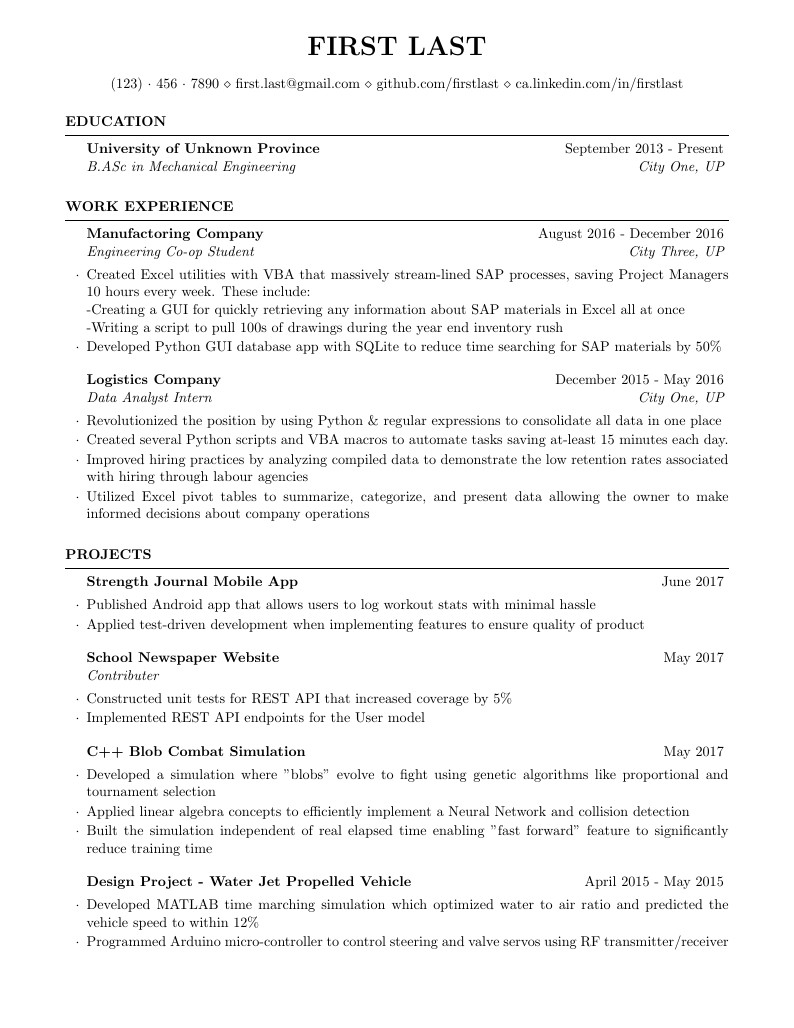 FIRST LAST
(123) · 456 · 7890 ⋄ first.last@gmail.com ⋄ github.com/firstlast ⋄ ca.linkedin.com/in/firstlast
EDUCATION
University of Unknown Province September 2013 - Present
B.ASc in Mechanical Engineering City One, UP
WORK EXPERIENCE
Manufactoring Company August 2016 - December 2016
Engineering Co-op Student City Three, UP
· Created Excel utilities with VBA that massively stream-lined SAP processes, saving Project Managers
10 hours every week. These include:
-Creating a GUI for quickly retrieving any information about SAP materials in Excel all at once
-Writing a script to pull 100s of drawings during the year end inventory rush
· Developed Python GUI database app with SQLite to reduce time searching for SAP materials by 50%
Logistics Company December 2015 - May 2016
Data Analyst Intern City One, UP
· Revolutionized the position by using Python & regular expressions to consolidate all data in one place
· Created several Python scripts and VBA macros to automate tasks saving at-least 15 minutes each day.
· Improved hiring practices by analyzing compiled data to demonstrate the low retention rates associated
with hiring through labour agencies
· Utilized Excel pivot tables to summarize, categorize, and present data allowing the owner to make
informed decisions about company operations
PROJECTS
Strength Journal Mobile App June 2017
· Published Android app that allows users to log workout stats with minimal hassle
· Applied test-driven development when implementing features to ensure quality of product
School Newspaper Website May 2017
Contributer
· Constructed unit tests for REST API that increased coverage by 5%
· Implemented REST API endpoints for the User model
C++ Blob Combat Simulation May 2017
· Developed a simulation where ”blobs” evolve to fight using genetic algorithms like proportional and
tournament selection
· Applied linear algebra concepts to efficiently implement a Neural Network and collision detection
· Built the simulation independent of real elapsed time enabling ”fast forward” feature to significantly
reduce training time
Design Project - Water Jet Propelled Vehicle April 2015 - May 2015
· Developed MATLAB time marching simulation which optimized water to air ratio and predicted the
vehicle speed to within 12%
· Programmed Arduino micro-controller to control steering and valve servos using RF transmitter/receiver